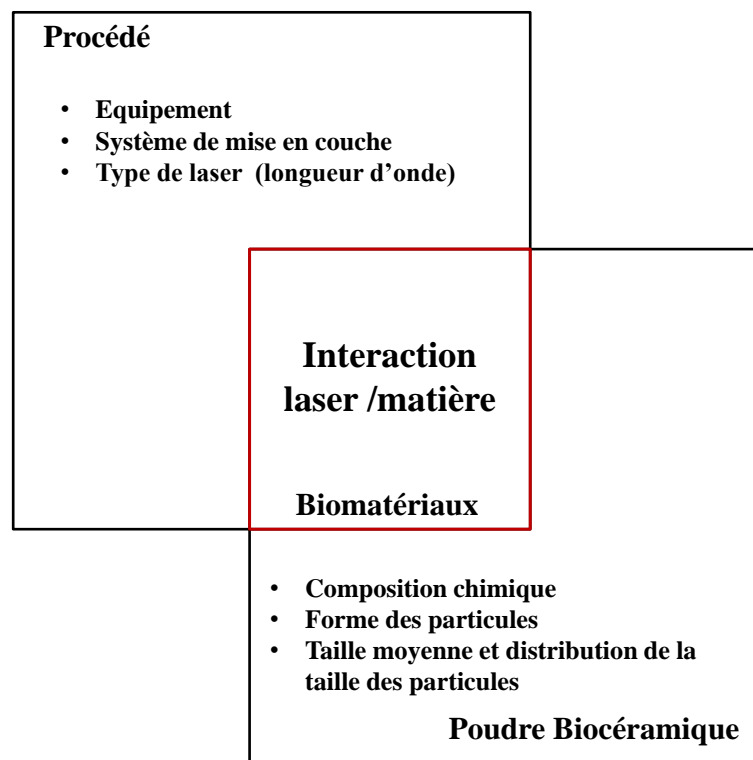 Procédé
• Equipement
• Système de mise en couche
• Type de laser (longueur d’onde)
Interaction
laser /matière
Biomatériaux
• Composition chimique
• Forme des particules
• Taille moyenne et distribution de la
taille des particules
Poudre Biocéramique